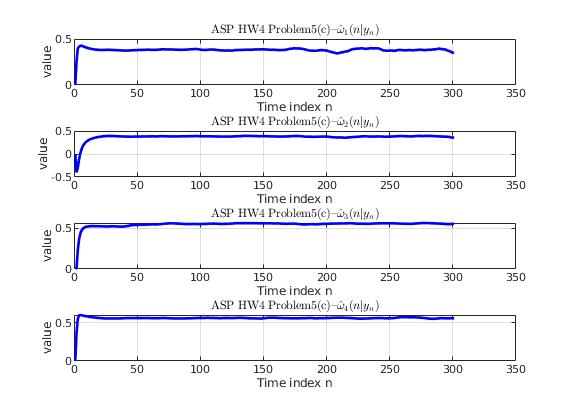 ASP HW4 Problem5(c)–ω̂₁(n|yₙ)
0.5
0
value
0 50 100 150 200 250 300 350
Time index n
ASP HW4 Problem5(c)–ω̂₂(n|yₙ)
0.5
0
-0.5
value
0 50 100 150 200 250 300 350
Time index n
ASP HW4 Problem5(c)–ω̂₃(n|yₙ)
0.5
0
value
0 50 100 150 200 250 300 350
Time index n
ASP HW4 Problem5(c)–ω̂₄(n|yₙ)
0.5
0
value
0 50 100 150 200 250 300 350
Time index n